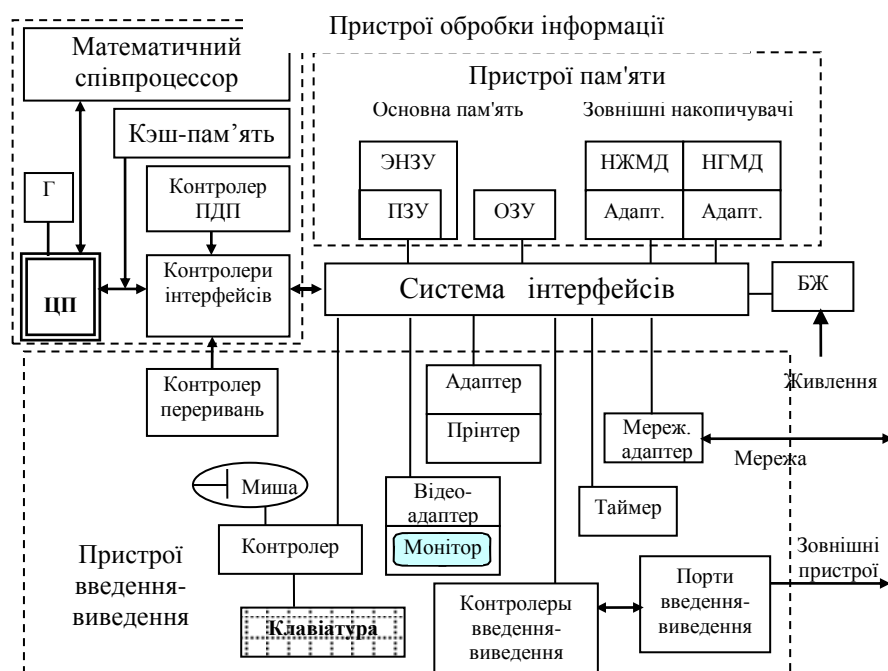 Пристрої обробки інформації
Математичний
співпроцессор
Пристрої пам'яти
Основна пам'ять
Зовнішні накопичувачі
Кэш-пам’ять
ЭНЗУ
НЖМД
НГМД
Г
Контролер
ПДП
ПЗУ
ОЗУ
Адапт.
Адапт.
ЦП
Контролери
інтерфейсів
Система інтерфейсів
БЖ
Контролер
переривань
Адаптер
Прінтер
Живлення
Мереж.
адаптер
Мережа
Миша
Відео-
адаптер
Монітор
Таймер
Контролер
Пристрої
введення-
виведення
Клавіатура
Контролеры
введення-
виведення
Порти
введення-
виведення
Зовнішні
пристрої